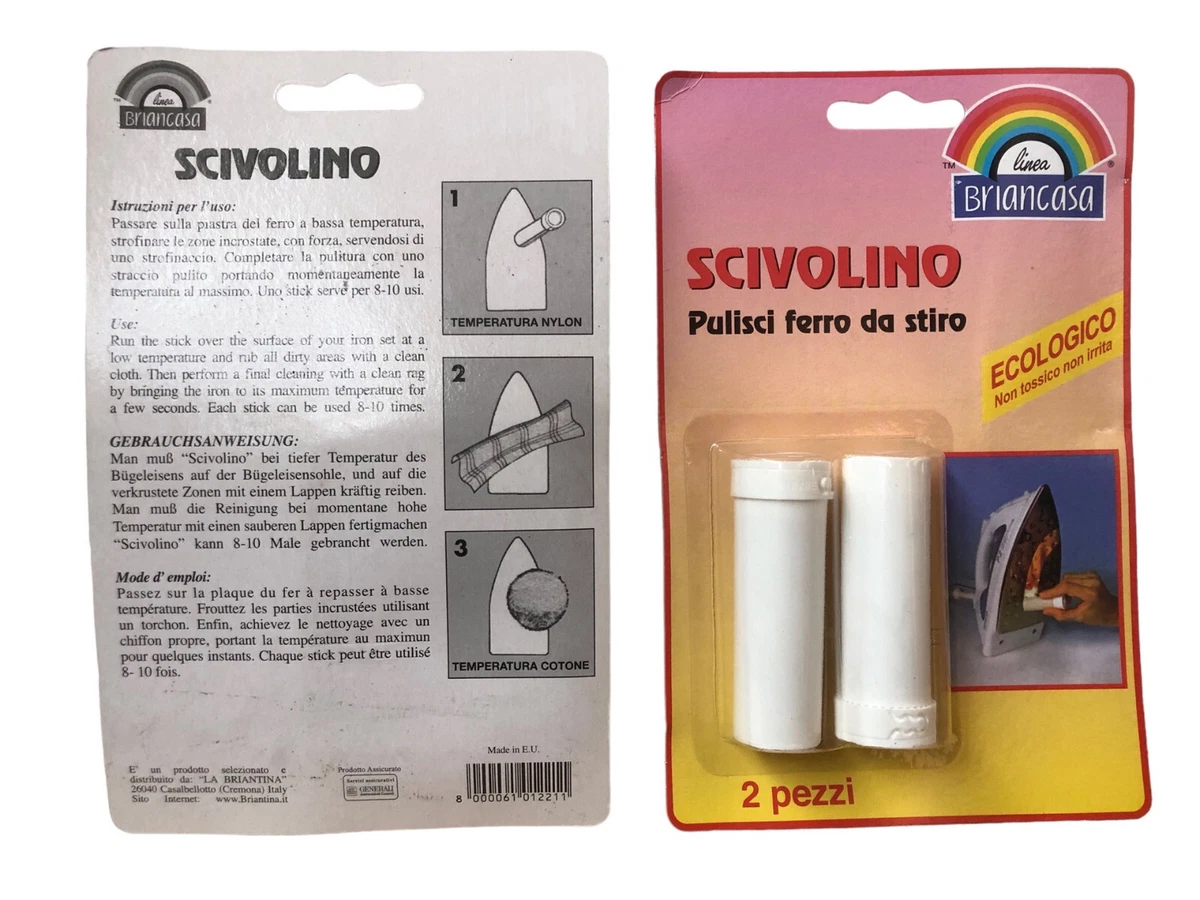 ™ linea ®
BRIANCASA
SCIVOLINO
Istruzioni per l'uso:
Passare sulla piastra del ferro a bassa temperatura,
strofinare le zone incrostate, con forza, servendosi di
uno strofinaccio. Completare la pulitura con uno
straccio pulito portando momentaneamente la
temperatura al massimo. Uno stick serve per 8-10 usi.
Use:
Run the stick over the surface of your iron set at a
low temperature and rub all dirty areas with a clean
cloth. Then perform a final cleaning with a clean rag
by bringing the iron to its maximum temperature for
a few seconds. Each stick can be used 8-10 times.
GEBRAUCHSANWEISUNG:
Man muß “Scivolino” bei tiefer Temperatur des
Bügeleisens auf der Bügeleisensohle, und auf die
verkrustete Zonen mit einem Lappen kräftig reiben.
Man muß die Reinigung bei momentane hohe
Temperatur mit einen sauberen Lappen fertigmachen
“Scivolino” kann 8-10 Male gebrancht werden.
Mode d' emploi:
Passez sur la plaque du fer à repasser à basse
température. Frouttez les parties incrustées utilisant
un torchon. Enfin, achievez le nettoyage avec un
chiffon propre, portant la température au maximun
pour quelques instants. Chaque stick peut être utilisé
8- 10 fois.
1
TEMPERATURA NYLON
2
3
TEMPERATURA COTONE
E' un prodotto selezionato e
distribuito da: "LA BRIANTINA"
26040 Casalbellotto (Cremona) Italy
Sito Internet: www.Briantina.it
Prodotto Assicurato
Servizi assicurativi
GENERALI
Made in E.U.
8 000061 012211
™ linea ®
BRIANCASA
SCIVOLINO
Pulisci ferro da stiro
ECOLOGICO
Non tossico non irrita
2 pezzi